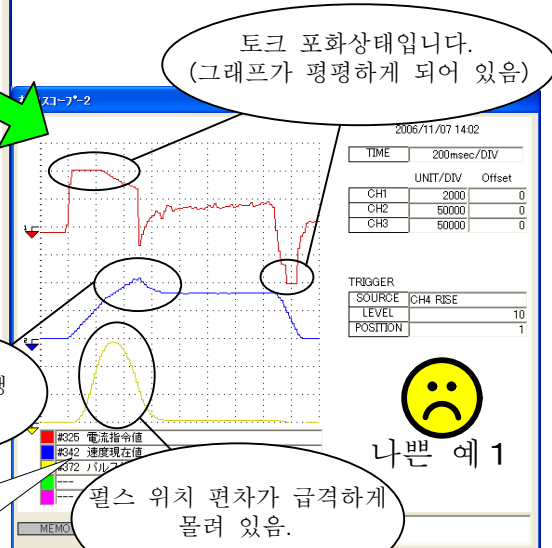 토크 포화상태입니다.
(그래프가 평평하게 되어 있음)
スコープ-2
2006/11/07 14:02
TIME 200msec/DIV
UNIT/DIV Offset
CH1 2000 0
CH2 50000 0
CH3 50000 0
TRIGGER
SOURCE CH4 RISE
LEVEL 10
POSITION 1
나쁜 예 1
#325 電流指令値
#342 速度現在値
#372 パルス
---
---
펄스 위치 편차가 급격하게
몰려 있음.
MEMO